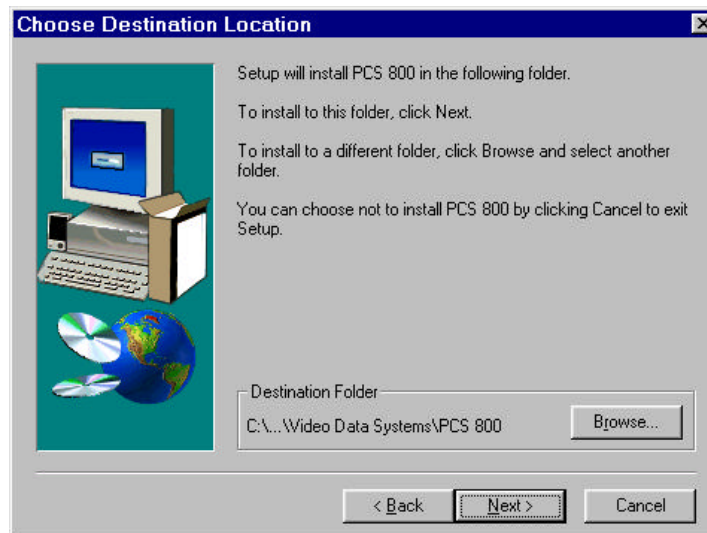 Choose Destination Location
Setup will install PCS 800 in the following folder.
To install to this folder, click Next.
To install to a different folder, click Browse and select another
folder.
You can choose not to install PCS 800 by clicking Cancel to exit
Setup.
Destination Folder
C:\...\Video Data Systems\PCS 800
Browse...
< Back
Next >
Cancel